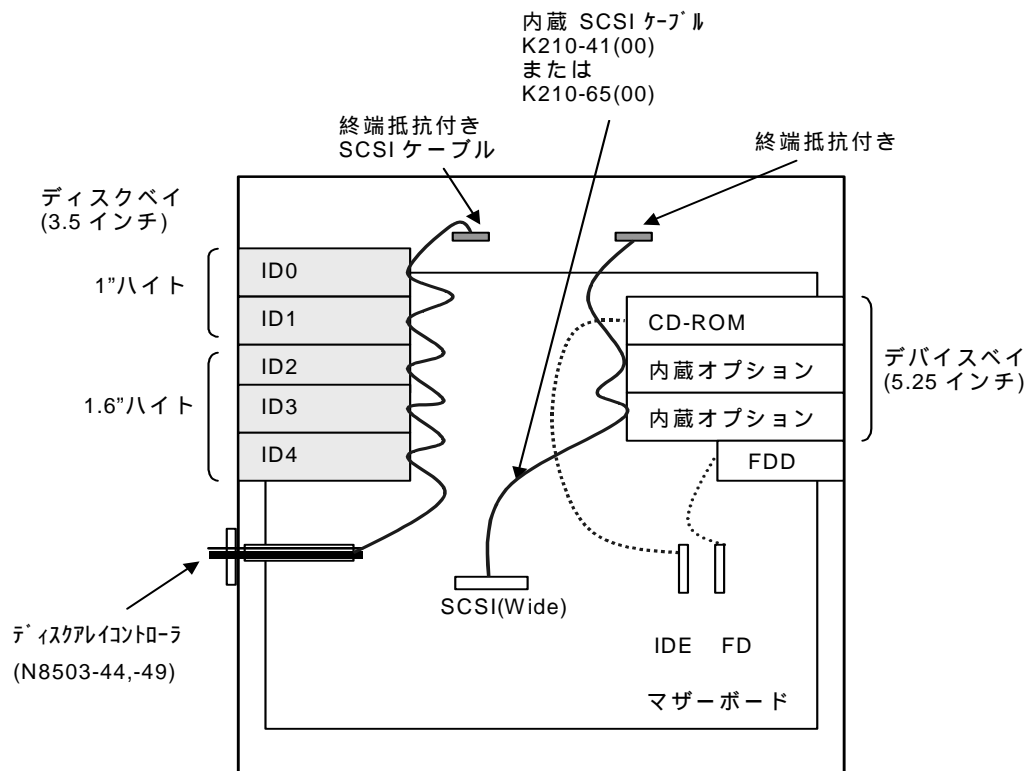 内蔵 SCSI ｹｰﾌﾞﾙ
K210-41(00)
または
K210-65(00)
終端抵抗付き
SCSI ケーブル
終端抵抗付き
ディスクベイ
(3.5 インチ)
1”ハイト
1.6”ハイト
ID0
ID1
ID2
ID3
ID4
CD-ROM
内蔵オプション
内蔵オプション
FDD
デバイスベイ
(5.25 インチ)
SCSI(Wide)
ﾃﾞｨｽｸｱﾚｲｺﾝﾄﾛｰﾗ
(N8503-44,-49)
IDE FD
マザーボード